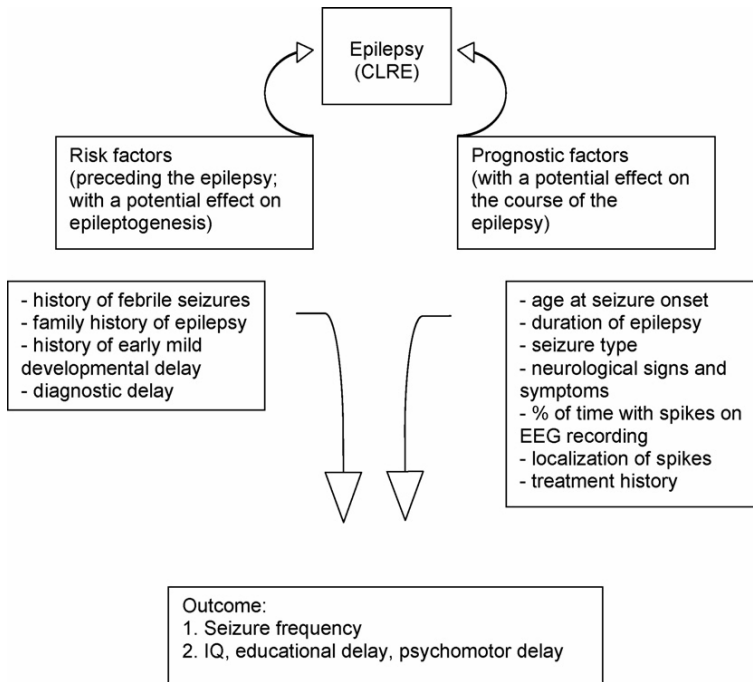 Epilepsy
(CLRE)
Risk factors
(preceding the epilepsy;
with a potential effect on
epileptogenesis)
Prognostic factors
(with a potential effect on
the course of the
epilepsy)
- history of febrile seizures
- family history of epilepsy
- history of early mild
developmental delay
- diagnostic delay
- age at seizure onset
- duration of epilepsy
- seizure type
- neurological signs and
symptoms
- % of time with spikes on
EEG recording
- localization of spikes
- treatment history
Outcome:
1. Seizure frequency
2. IQ, educational delay, psychomotor delay